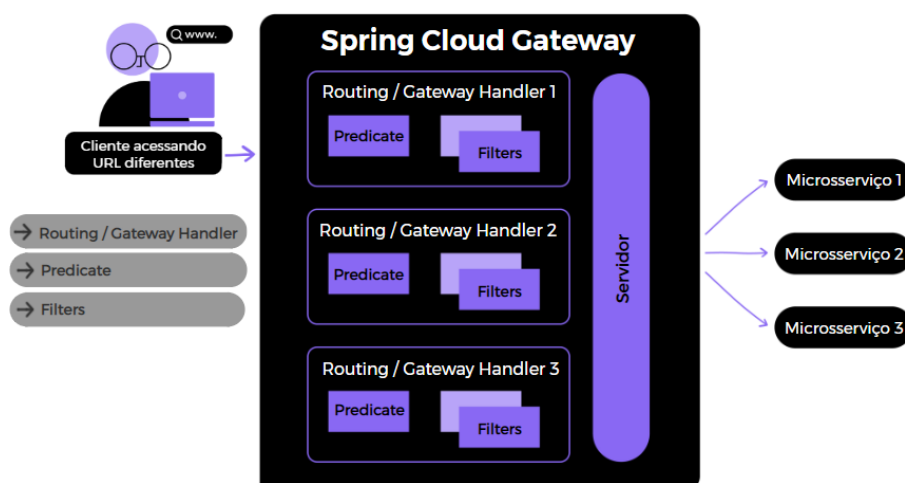 www.
Cliente acessando
URL diferentes
→ Routing / Gateway Handler
→ Predicate
→ Filters
Spring Cloud Gateway
Routing / Gateway Handler 1
Predicate
Filters
Routing / Gateway Handler 2
Predicate
Filters
Routing / Gateway Handler 3
Predicate
Filters
Servidor
Microsserviço 1
Microsserviço 2
Microsserviço 3